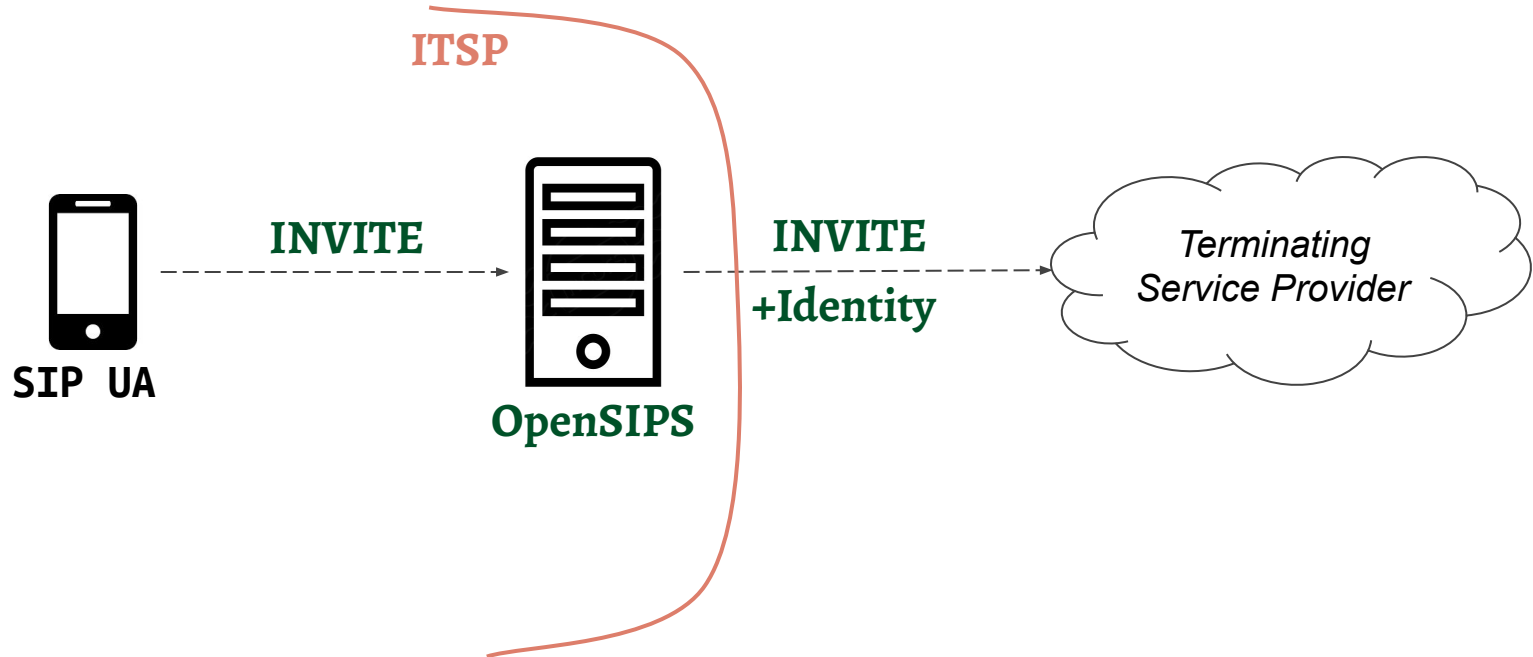 ITSP
INVITE
INVITE
+Identity
Terminating
Service Provider
SIP UA
OpenSIPS